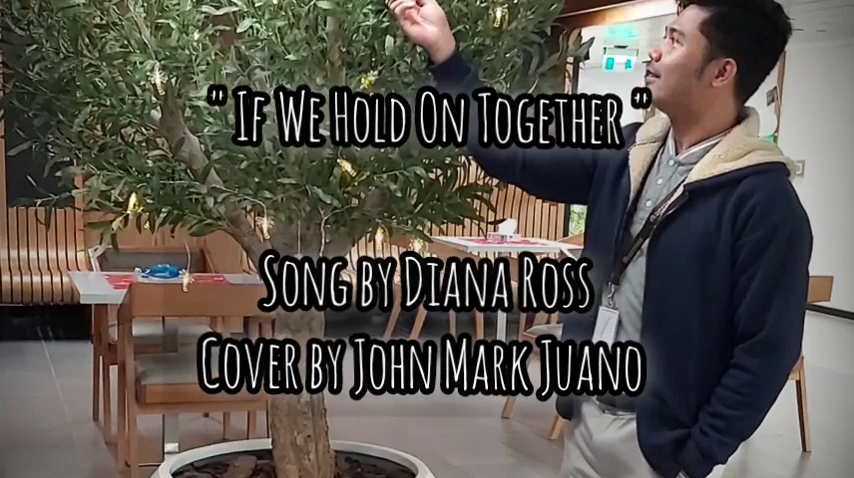 " If We Hold On Together "
Song by Diana Ross
Cover by John Mark Juano